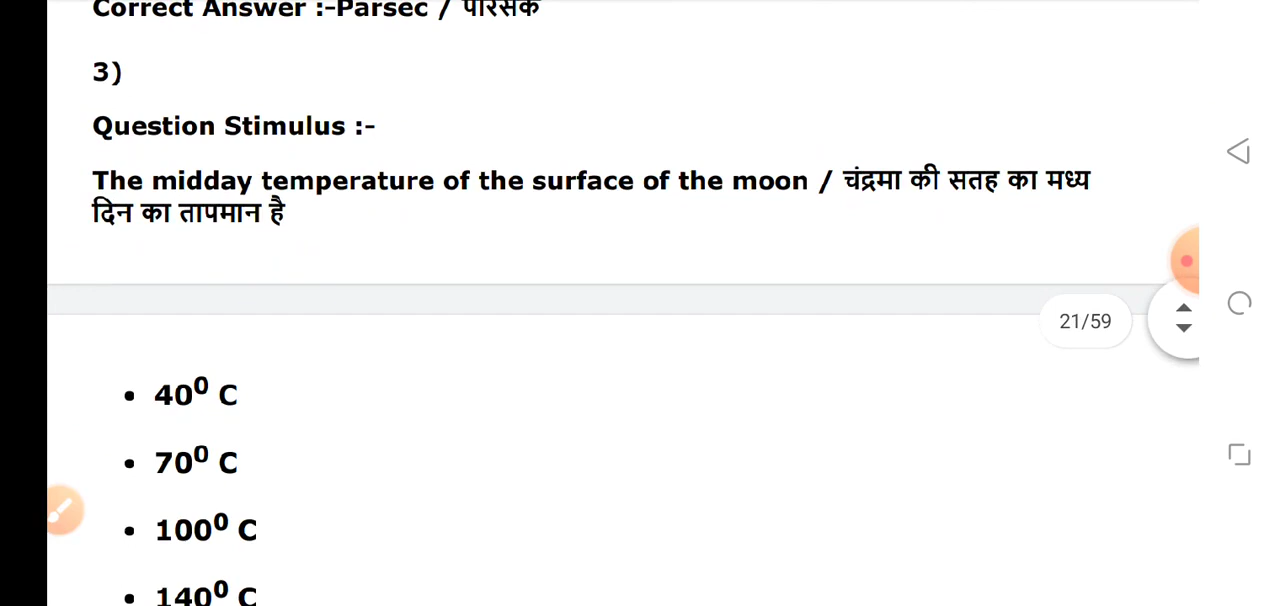 Correct Answer :-Parsec / पारसेक
3)
Question Stimulus :-
The midday temperature of the surface of the moon / चंद्रमा की सतह का मध्य
दिन का तापमान है
21/59
• 40⁰ C
• 70⁰ C
• 100⁰ C
• 140⁰ C